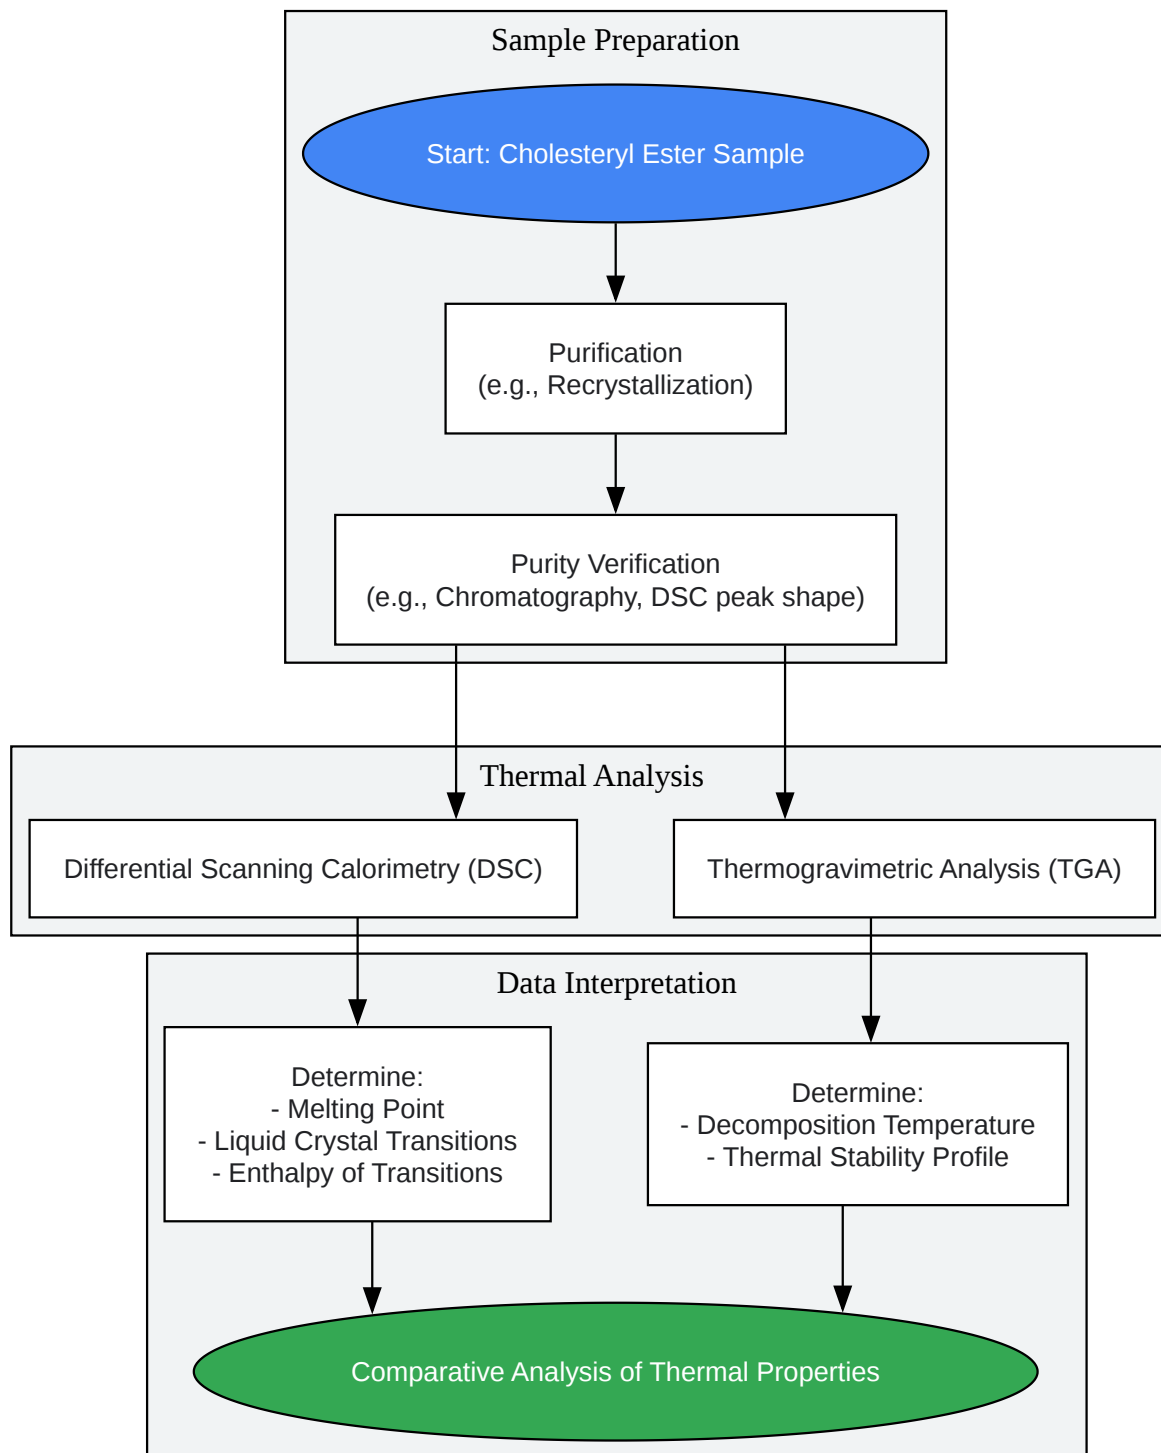 Sample Preparation
Start: Cholesteryl Ester Sample
Purification
(e.g., Recrystallization)
Purity Verification
(e.g., Chromatography, DSC peak shape)
Thermal Analysis
Differential Scanning Calorimetry (DSC)
Thermogravimetric Analysis (TGA)
Data Interpretation
Determine:
- Melting Point
- Liquid Crystal Transitions
- Enthalpy of Transitions
Determine:
- Decomposition Temperature
- Thermal Stability Profile
Comparative Analysis of Thermal Properties